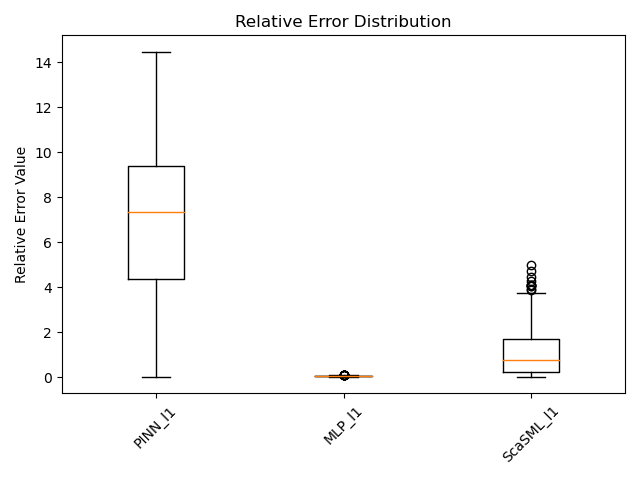 Relative Error Distribution
Relative Error Value
14
12
10
8
6
4
2
0
PINN_l1
MLP_l1
ScaSML_l1